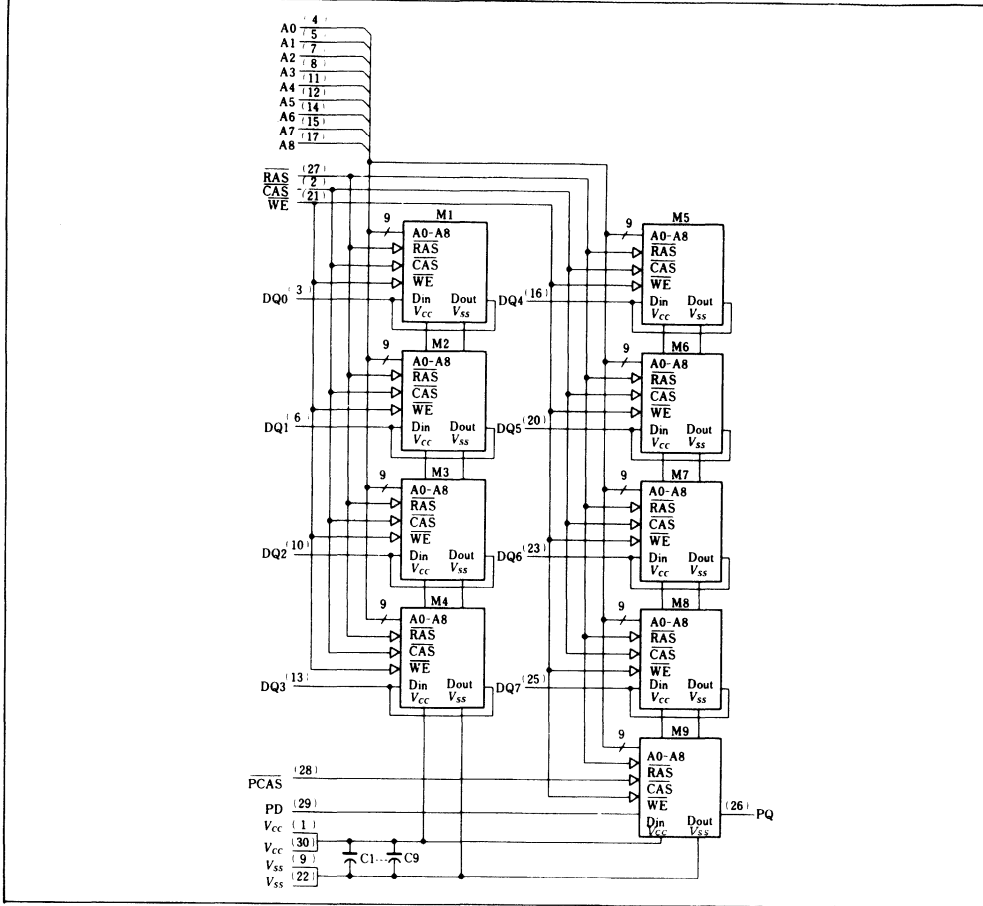 A0 (4)
A1 (5)
A2 (7)
A3 (8)
A4 (11)
A5 (12)
A6 (14)
A7 (15)
A8 (17)
RAS (27)
CAS (2)
WE (21)
M1
9
A0-A8
RAS
CAS
WE
DQ0 (3)
Din Dout
Vcc Vss
M2
9
A0-A8
RAS
CAS
WE
DQ1 (6)
Din Dout
Vcc Vss
M3
9
A0-A8
RAS
CAS
WE
DQ2 (10)
Din Dout
Vcc Vss
M4
9
A0-A8
RAS
CAS
WE
DQ3 (13)
Din Dout
Vcc Vss
M5
9
A0-A8
RAS
CAS
WE
DQ4 (16)
Din Dout
Vcc Vss
M6
9
A0-A8
RAS
CAS
WE
DQ5 (20)
Din Dout
Vcc Vss
M7
9
A0-A8
RAS
CAS
WE
DQ6 (23)
Din Dout
Vcc Vss
M8
9
A0-A8
RAS
CAS
WE
DQ7 (25)
Din Dout
Vcc Vss
M9
9
A0-A8
RAS
CAS
WE
Din Dout
Vcc Vss
(26) PQ
PCAS (28)
PD (29)
Vcc (1)
Vcc (30)
Vss (9)
Vss (22)
C1---C9